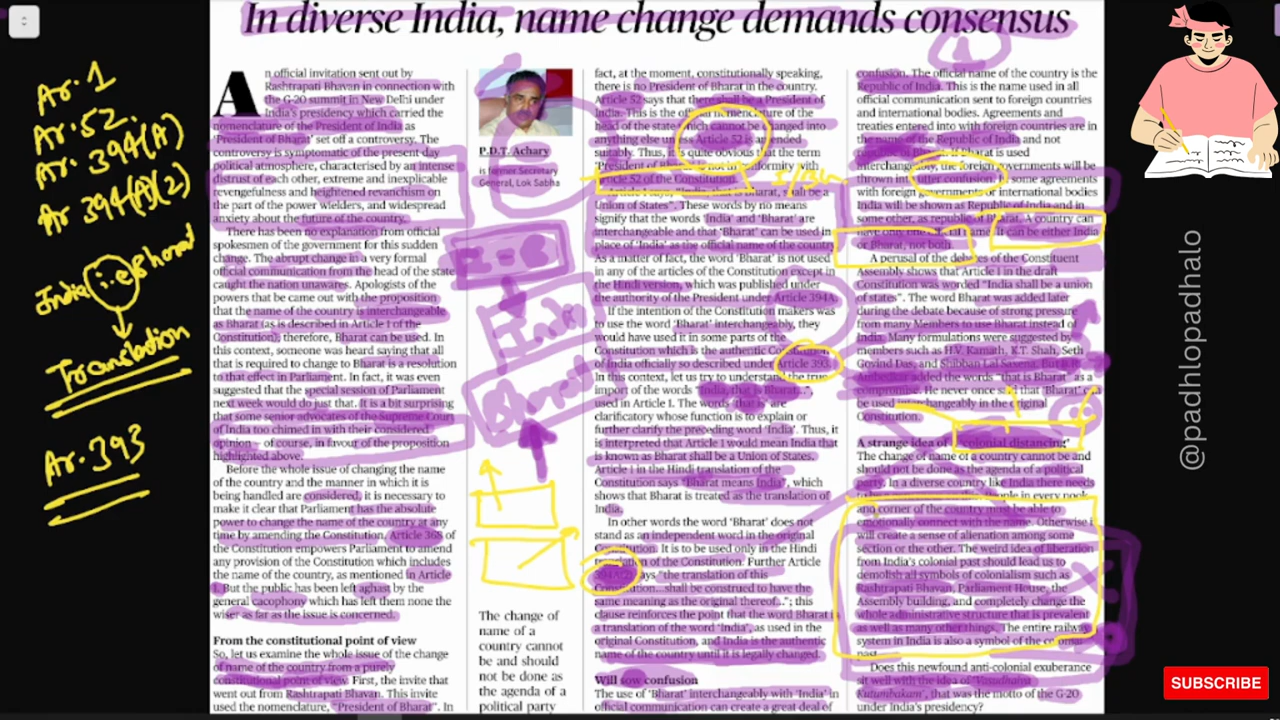 In diverse India, name change demands consensus
Ar. 1
Ar. 52
Ar. 394(A)
Ar 394(A)(2)
India
Translation
Ar. 393
An official invitation sent out by
Rashtrapati Bhavan in connection with
the G-20 summit in New Delhi under
India's presidency which carried the
nomenclature of the President of India as
'President of Bharat' set off a controversy. The
controversy is symptomatic of the present day
political atmosphere, characterised by an intense
distrust of each other, extreme and inexplicable
revengefulness and heightened revanchism on
the part of the power wielders, and widespread
anxiety about the future of the country.
There has been no explanation from official
spokesmen of the government for this sudden
change. The abrupt change in a very formal
official communication from the head of the state
caught the nation unawares. Apologists of the
powers that be came out with the proposition
that the name of the country is interchangeable
as Bharat (as is described in Article 1 of the
Constitution); therefore, Bharat can be used. In
this context, someone was heard saying that all
that is required to change to Bharat is a resolution
to that effect in Parliament. In fact, it was even
suggested that the special session of Parliament
next week would do just that. It is a bit surprising
that some senior advocates of the Supreme Court
of India too chimed in with their considered
opinion – of course, in favour of the proposition
highlighted above.
Before the whole issue of changing the name
of the country and the manner in which it is
being handled are considered, it is necessary to
make it clear that Parliament has the absolute
power to change the name of the country at any
time by amending the Constitution. Article 368 of
the Constitution empowers Parliament to amend
any provision of the Constitution which includes
the name of the country, as mentioned in Article
1. But the public has been left aghast by the
general cacophony which has left them none the
wiser as far as the issue is concerned.
From the constitutional point of view
So, let us examine the whole issue of the change
of name of the country from a purely
constitutional point of view. First, the invite that
went out from Rashtrapati Bhavan. This invite
used the nomenclature, "President of Bharat". In
P.D.T. Achary
is former Secretary
General, Lok Sabha
India
The change of
name of a
country cannot
be and should
not be done as
the agenda of a
political party
fact, at the moment, constitutionally speaking,
there is no President of Bharat in the country.
Article 52 says that there shall be a President of
India. This is the official nomenclature of the
head of the state which cannot be changed into
anything else unless Article 52 is amended
suitably. Thus, it is quite obvious that the term
'President of Bharat' is not in conformity with
Article 52 of the Constitution.
Bharat, shall be a
Union of States". These words by no means
signify that the words 'India' and 'Bharat' are
interchangeable and that 'Bharat' can be used in
place of 'India' as the official name of the country.
As a matter of fact, the word 'Bharat' is not used
in any of the articles of the Constitution except in
the Hindi version, which was published under
the authority of the President under Article 394A.
If the intention of the Constitution makers was
to use the word 'Bharat' interchangeably, they
would have used it in some parts of the
Constitution which is the authentic Constitution
of India officially so described under Article 393.
In this context, let us try to understand the true
import of the words "India, that is Bharat...",
used in Article 1. The words 'that is' are
clarificatory whose function is to explain or
further clarify the preceding word 'India'. Thus, it
is interpreted that Article 1 would mean India that
is known as Bharat shall be a Union of States.
Article 1 in the Hindi translation of the
Constitution says "Bharat means India", which
shows that Bharat is treated as the translation of
India.
In other words the word 'Bharat' does not
stand as an independent word in the original
Constitution. It is to be used only in the Hindi
translation of the Constitution. Further Article
394A(2) says "the translation of this
Constitution...shall be construed to have the
same meaning as the original thereof..."; this
clause reinforces the point that the word Bharat is
a translation of the word 'India', as used in the
original Constitution, and India is the authentic
name of the country until it is legally changed.
Will sow confusion
The use of 'Bharat' interchangeably with 'India' in
official communication can create a great deal of
confusion. The official name of the country is the
Republic of India. This is the name used in all
official communication sent to foreign countries
and international bodies. Agreements and
treaties entered into with foreign countries are in
the name of the Republic of India and not
Bharat is used
interchangeably, the foreign governments will be
thrown into utter confusion. In some agreements
with foreign governments or international bodies
India will be shown as Republic of India and in
some other, as republic of Bharat. A country can
have only one official name. It can be either India
or Bharat, not both.
A perusal of the debates of the Constituent
Assembly shows that Article 1 in the draft
Constitution was worded "India shall be a union
of states". The word Bharat was added later
during the debate because of strong pressure
from many Members to use Bharat instead of
India. Many formulations were suggested by
members such as H.V. Kamath, K.T. Shah, Seth
Govind Das, and Shibban Lal Saxena. But B.R.
Ambedkar added the words "that is Bharat" as a
compromise. He never once said that 'Bharat'
be used interchangeably in the original
Constitution.
A strange idea of 'colonial distancing'
The change of name of a country cannot be and
should not be done as the agenda of a political
party. In a diverse country like India there needs
People in every nook
and corner of the country must be able to
emotionally connect with the name. Otherwise it
will create a sense of alienation among some
section or the other. The weird idea of liberation
from India's colonial past should lead us to
demolish all symbols of colonialism such as
Rashtrapati Bhavan, Parliament House, the
Assembly building, and completely change the
whole administrative structure that is prevalent
as well as many other things. The entire railway
system in India is also a symbol of the colonial
past.
Does this newfound anti-colonial exuberance
sit well with the idea of 'Vasudhaiva
Kutumbakam', that was the motto of the G-20
under India's presidency?
@padhlopadhalo
SUBSCRIBE